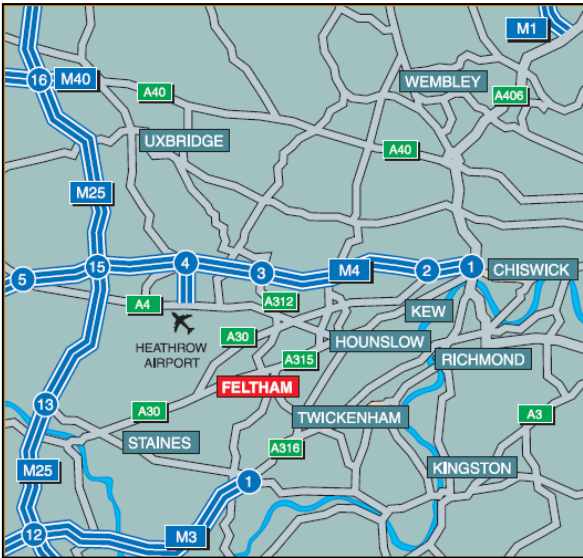 M1
16
M40
A40
WEMBLEY
A406
UXBRIDGE
A40
M25
5
15
4
3
M4
2
1
CHISWICK
A4
A312
KEW
HEATHROW
AIRPORT
A30
HOUNSLOW
A315
RICHMOND
FELTHAM
13
A30
TWICKENHAM
A3
STAINES
A316
M25
1
KINGSTON
12
M3